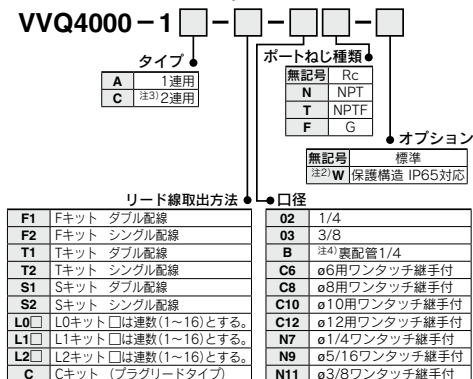 VVQ4000-1□□-□-□□-□
タイプ
A 1連用
C 注3)2連用
ポートねじ種類
無記号 Rc
N NPT
T NPTF
F G
オプション
無記号 標準
注2)W 保護構造 IP65対応
リード線取出方法
F1 Fキット ダブル配線
F2 Fキット シングル配線
T1 Tキット ダブル配線
T2 Tキット シングル配線
S1 Sキット ダブル配線
S2 Sキット シングル配線
L0□ L0キット □は連数(1~16)とする。
L1□ L1キット □は連数(1~16)とする。
L2□ L2キット □は連数(1~16)とする。
C Cキット (プラグリードタイプ)
口径
02 1/4
03 3/8
B 注4)裏配管1/4
C6 ø6用ワンタッチ継手付
C8 ø8用ワンタッチ継手付
C10 ø10用ワンタッチ継手付
C12 ø12用ワンタッチ継手付
N7 ø1/4ワンタッチ継手付
N9 ø5/16ワンタッチ継手付
N11 ø3/8ワンタッチ継手付